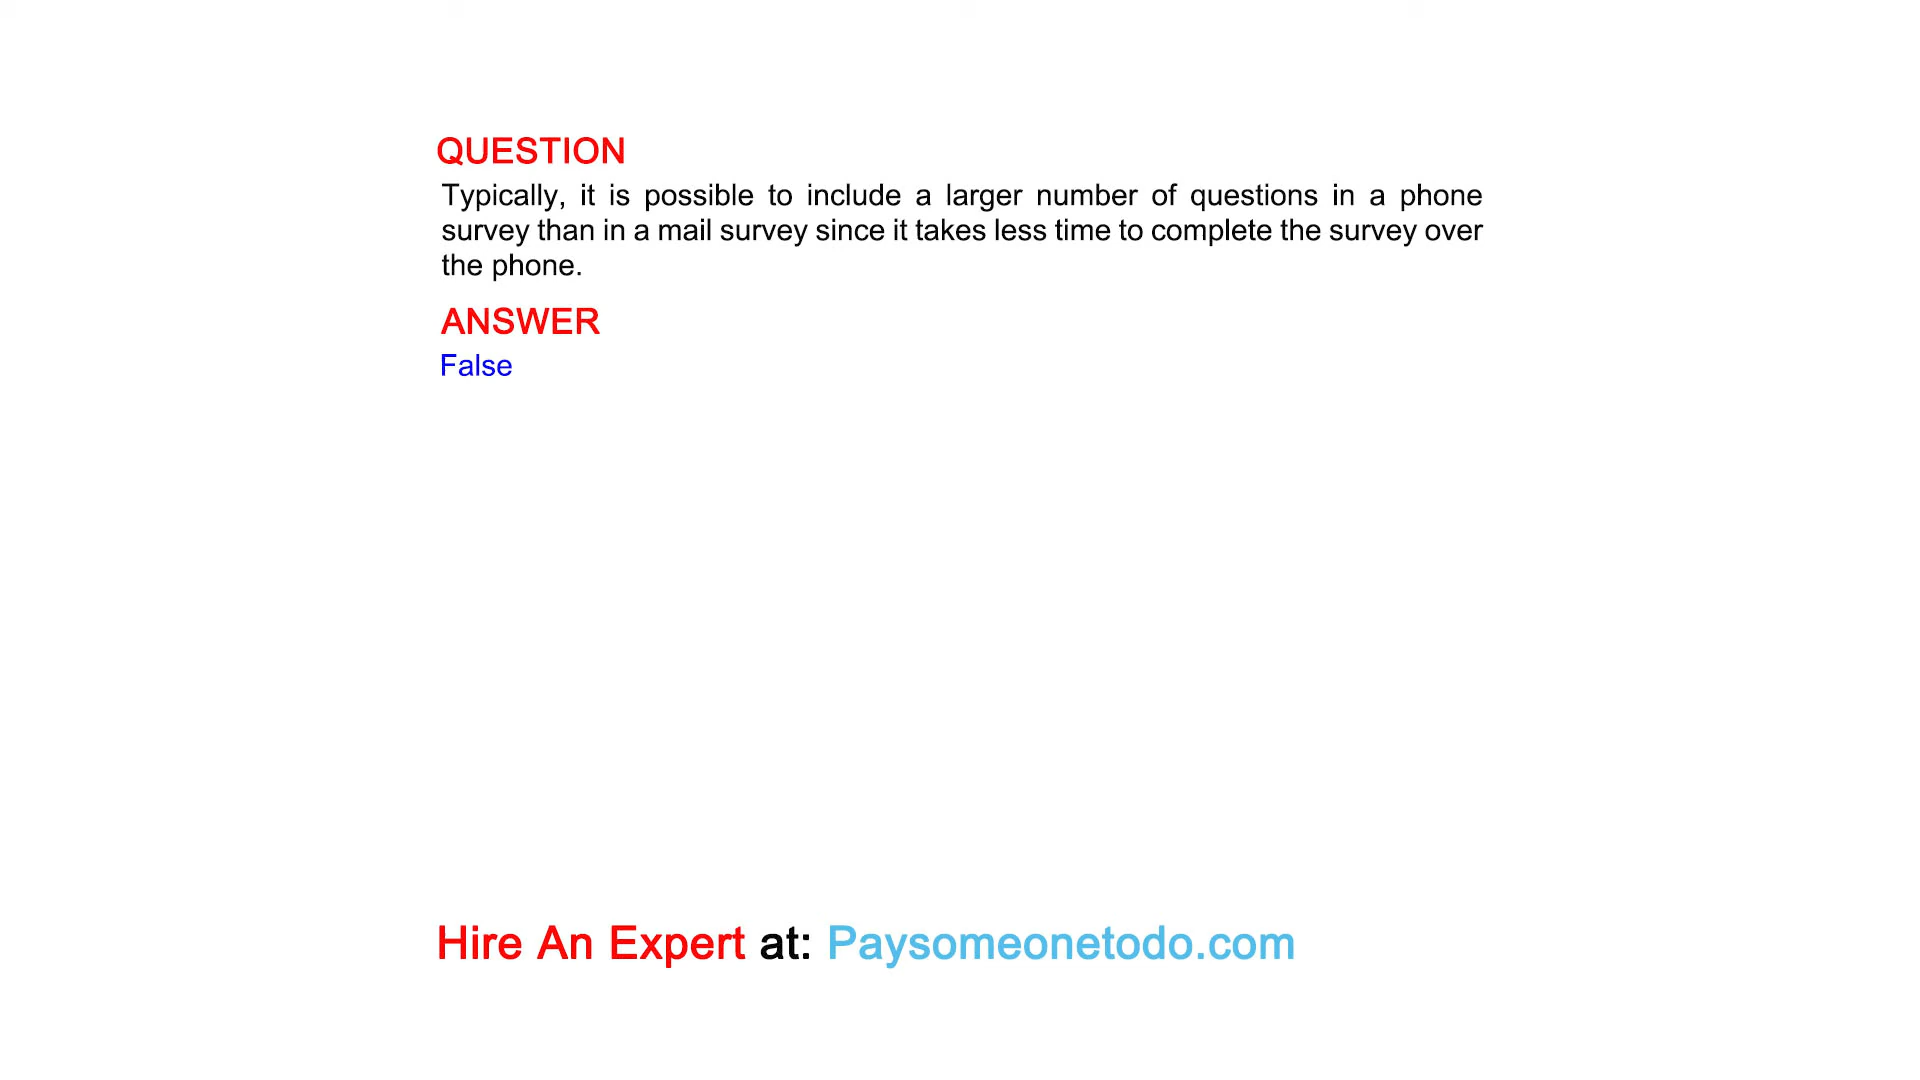 QUESTION
Typically, it is possible to include a larger number of questions in a phone
survey than in a mail survey since it takes less time to complete the survey over
the phone.
ANSWER
False
Hire An Expert at: Paysomeonetodo.com